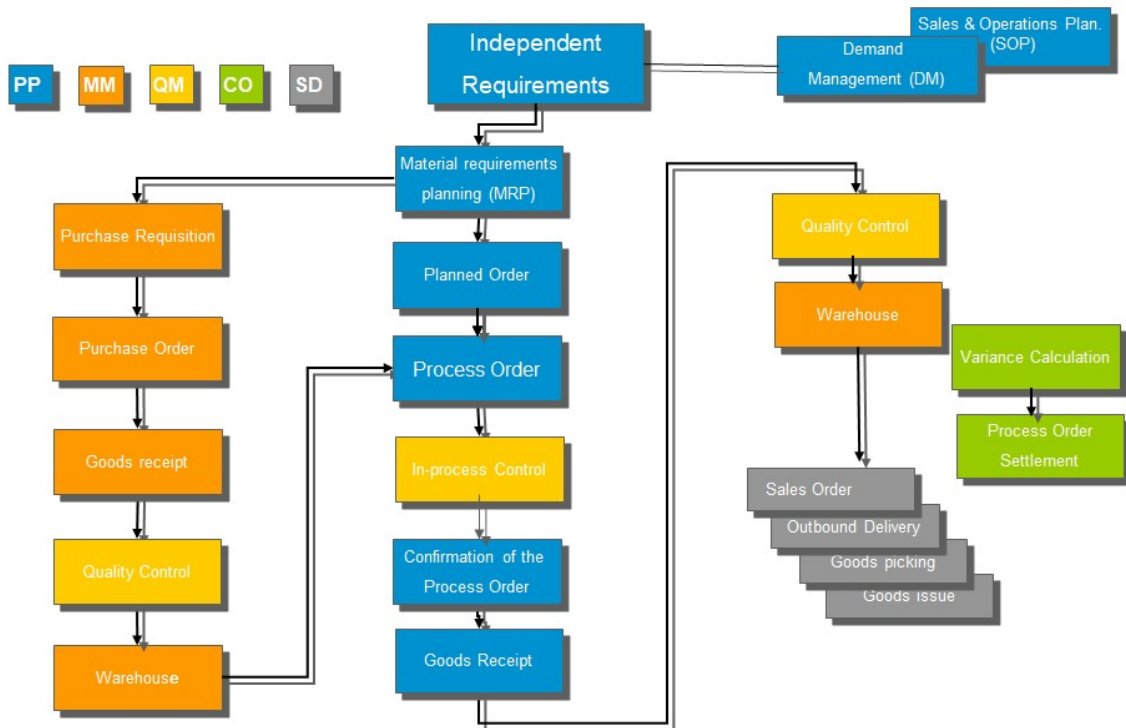 Sales & Operations Plan.
(SOP)
Independent
Requirements
Demand
Management (DM)
PP
MM
QM
CO
SD
Material requirements
planning (MRP)
Purchase Requisition
Quality Control
Planned Order
Warehouse
Purchase Order
Process Order
Variance Calculation
Goods receipt
In-process Control
Process Order
Settlement
Sales Order
Outbound Delivery
Goods picking
Goods issue
Quality Control
Confirmation of the
Process Order
Warehouse
Goods Receipt